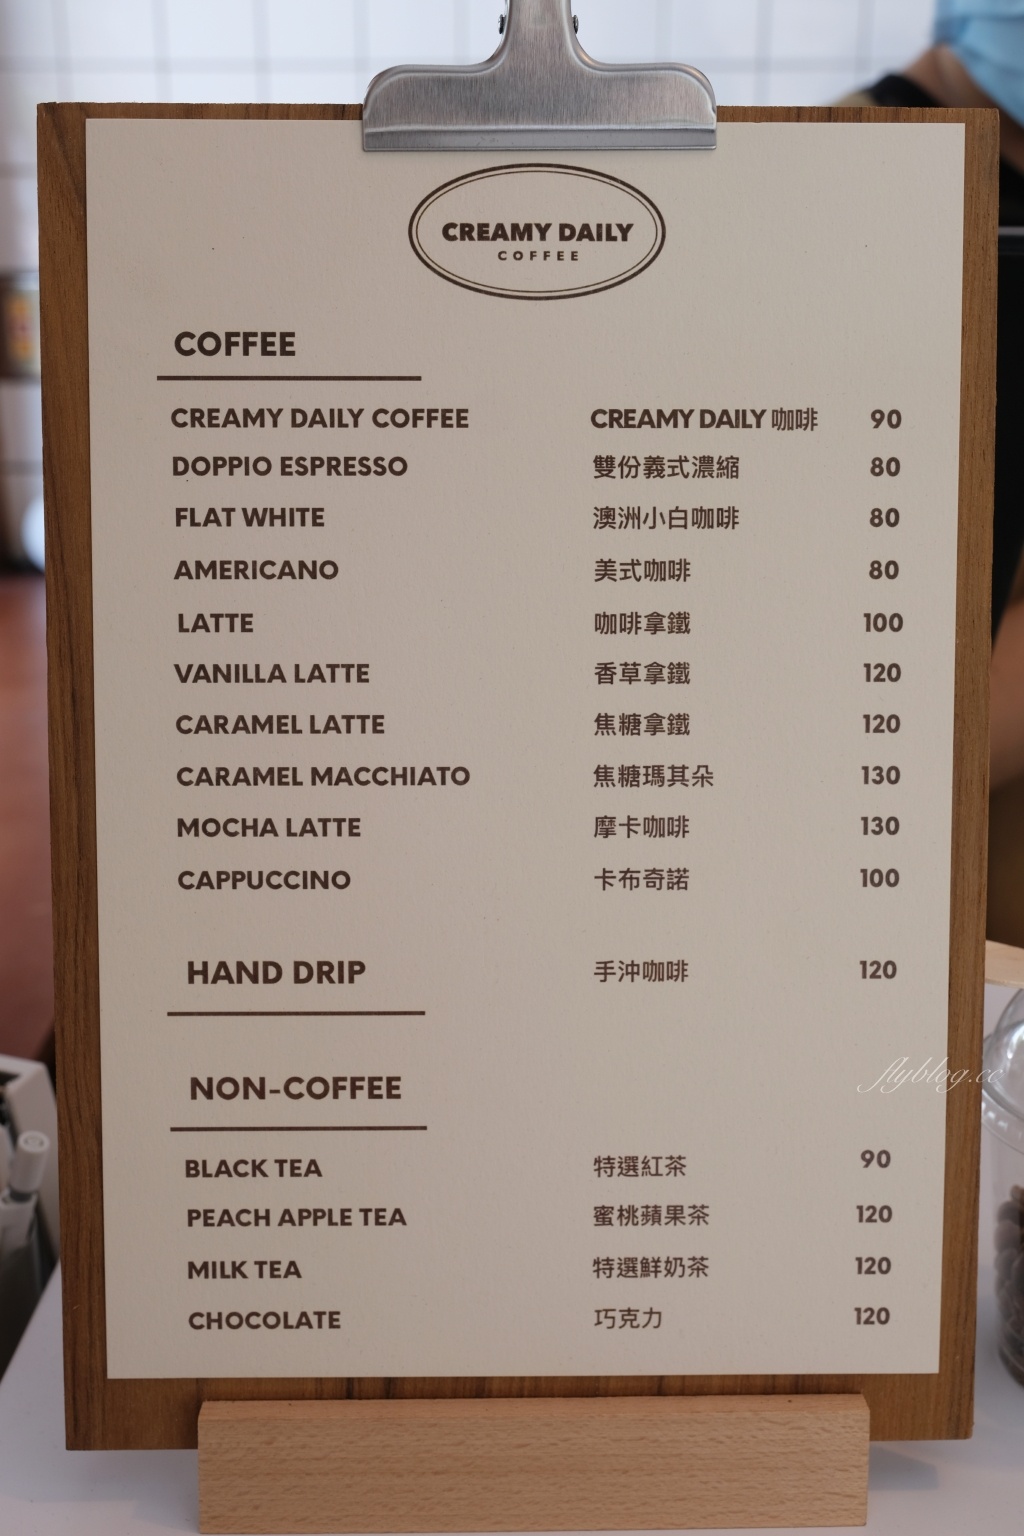 CREAMY DAILY
COFFEE
COFFEE
CREAMY DAILY COFFEE CREAMY DAILY 咖啡 90
DOPPIO ESPRESSO 雙份義式濃縮 80
FLAT WHITE 澳洲小白咖啡 80
AMERICANO 美式咖啡 80
LATTE 咖啡拿鐵 100
VANILLA LATTE 香草拿鐵 120
CARAMEL LATTE 焦糖拿鐵 120
CARAMEL MACCHIATO 焦糖瑪其朵 130
MOCHA LATTE 摩卡咖啡 130
CAPPUCCINO 卡布奇諾 100
HAND DRIP 手沖咖啡 120
flyblog.cc
NON-COFFEE
BLACK TEA 特選紅茶 90
PEACH APPLE TEA 蜜桃蘋果茶 120
MILK TEA 特選鮮奶茶 120
CHOCOLATE 巧克力 120